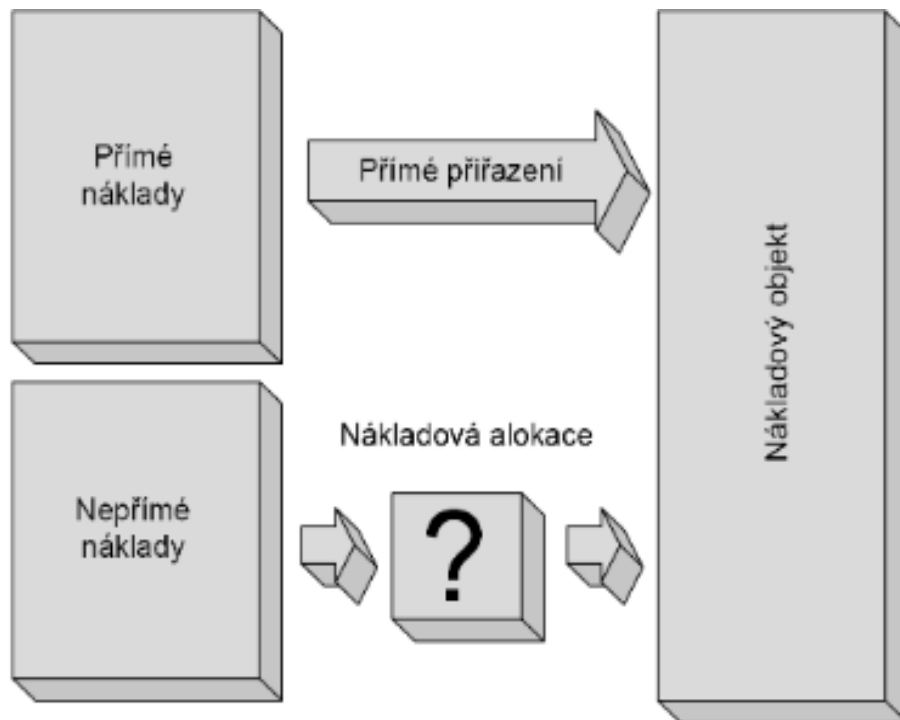 Přímé
náklady
Přímé přiřazení
Nákladový objekt
Nákladová alokace
Nepřímé
náklady
?